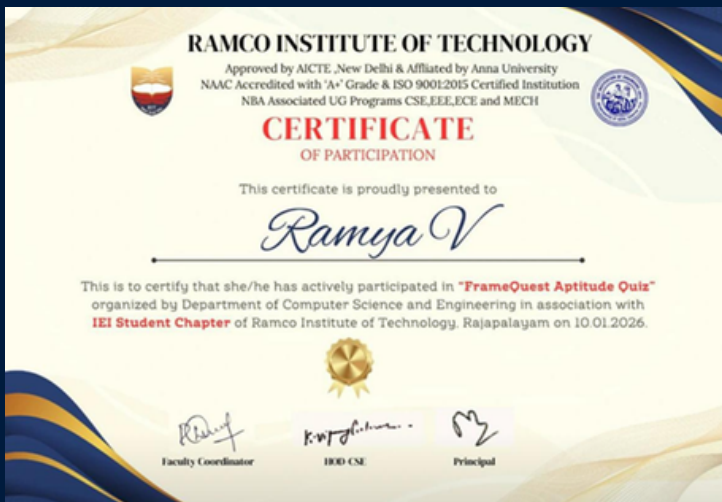 RAMCO INSTITUTE OF TECHNOLOGY
Approved by AICTE ,New Delhi & Affliated by Anna University
NAAC Accredited with 'A+' Grade & ISO 9001:2015 Certified Institution
NBA Associated UG Programs CSE,EEE,ECE and MECH
CERTIFICATE
OF PARTICIPATION
This certificate is proudly presented to
Ramya V
This is to certify that she/he has actively participated in "FrameQuest Aptitude Quiz"
organized by Department of Computer Science and Engineering in association with
IEI Student Chapter of Ramco Institute of Technology, Rajapalayam on 10.01.2026.
Faculty Coordinator
HOD-CSE
Principal